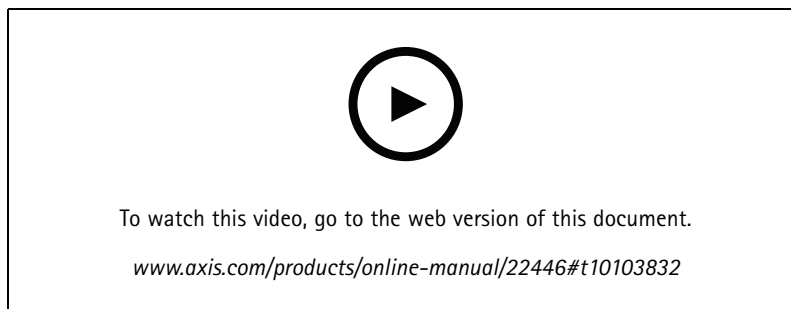 To watch this video, go to the web version of this document.
www.axis.com/products/online-manual/22446#t10103832